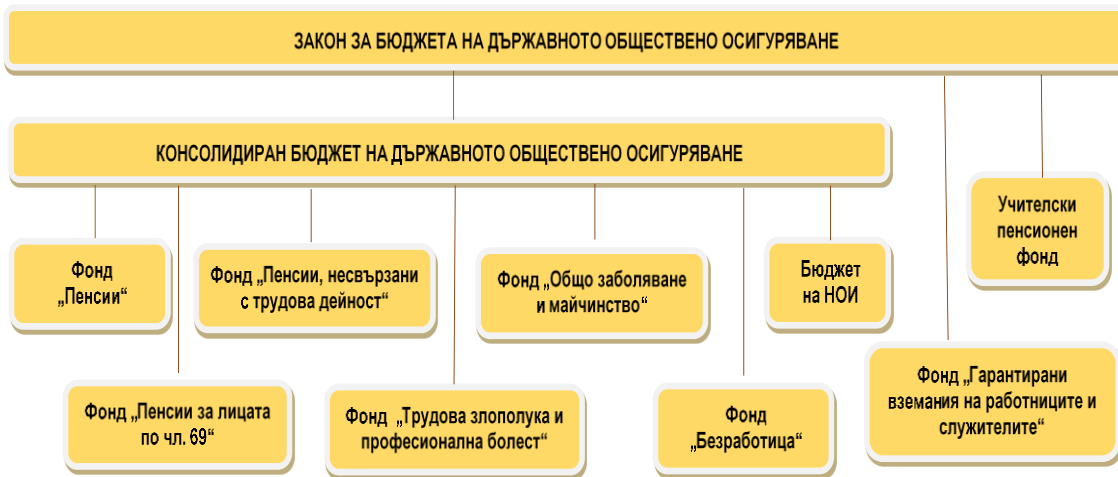 ЗАКОН ЗА БЮДЖЕТА НА ДЪРЖАВНОТО ОБЩЕСТВЕНО ОСИГУРЯВАНЕ
КОНСОЛИДИРАН БЮДЖЕТ НА ДЪРЖАВНОТО ОБЩЕСТВЕНО ОСИГУРЯВАНЕ
Учителски
пенсионен
фонд
Фонд
„Пенсии“
Фонд „Пенсии, несвързани
с трудова дейност“
Фонд „Общо заболяване
и майчинство“
Бюджет
на НОИ
Фонд „Пенсии за лицата
по чл. 69“
Фонд „Трудова злополука и
професионална болест“
Фонд
„Безработица“
Фонд „Гарантирани
вземания на работниците и
служителите“